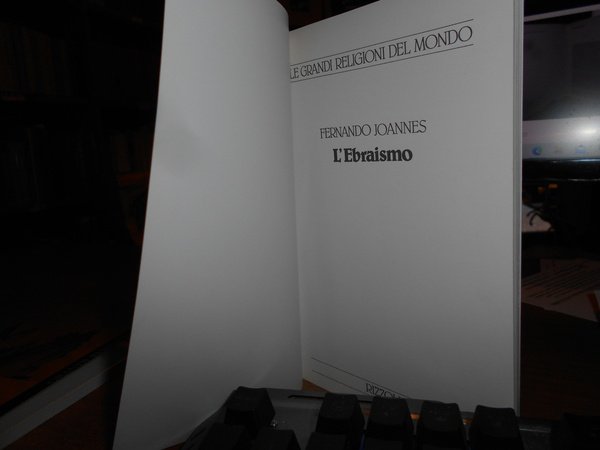 LE GRANDI RELIGIONI DEL MONDO
FERNANDO JOANNES
L'Ebraismo